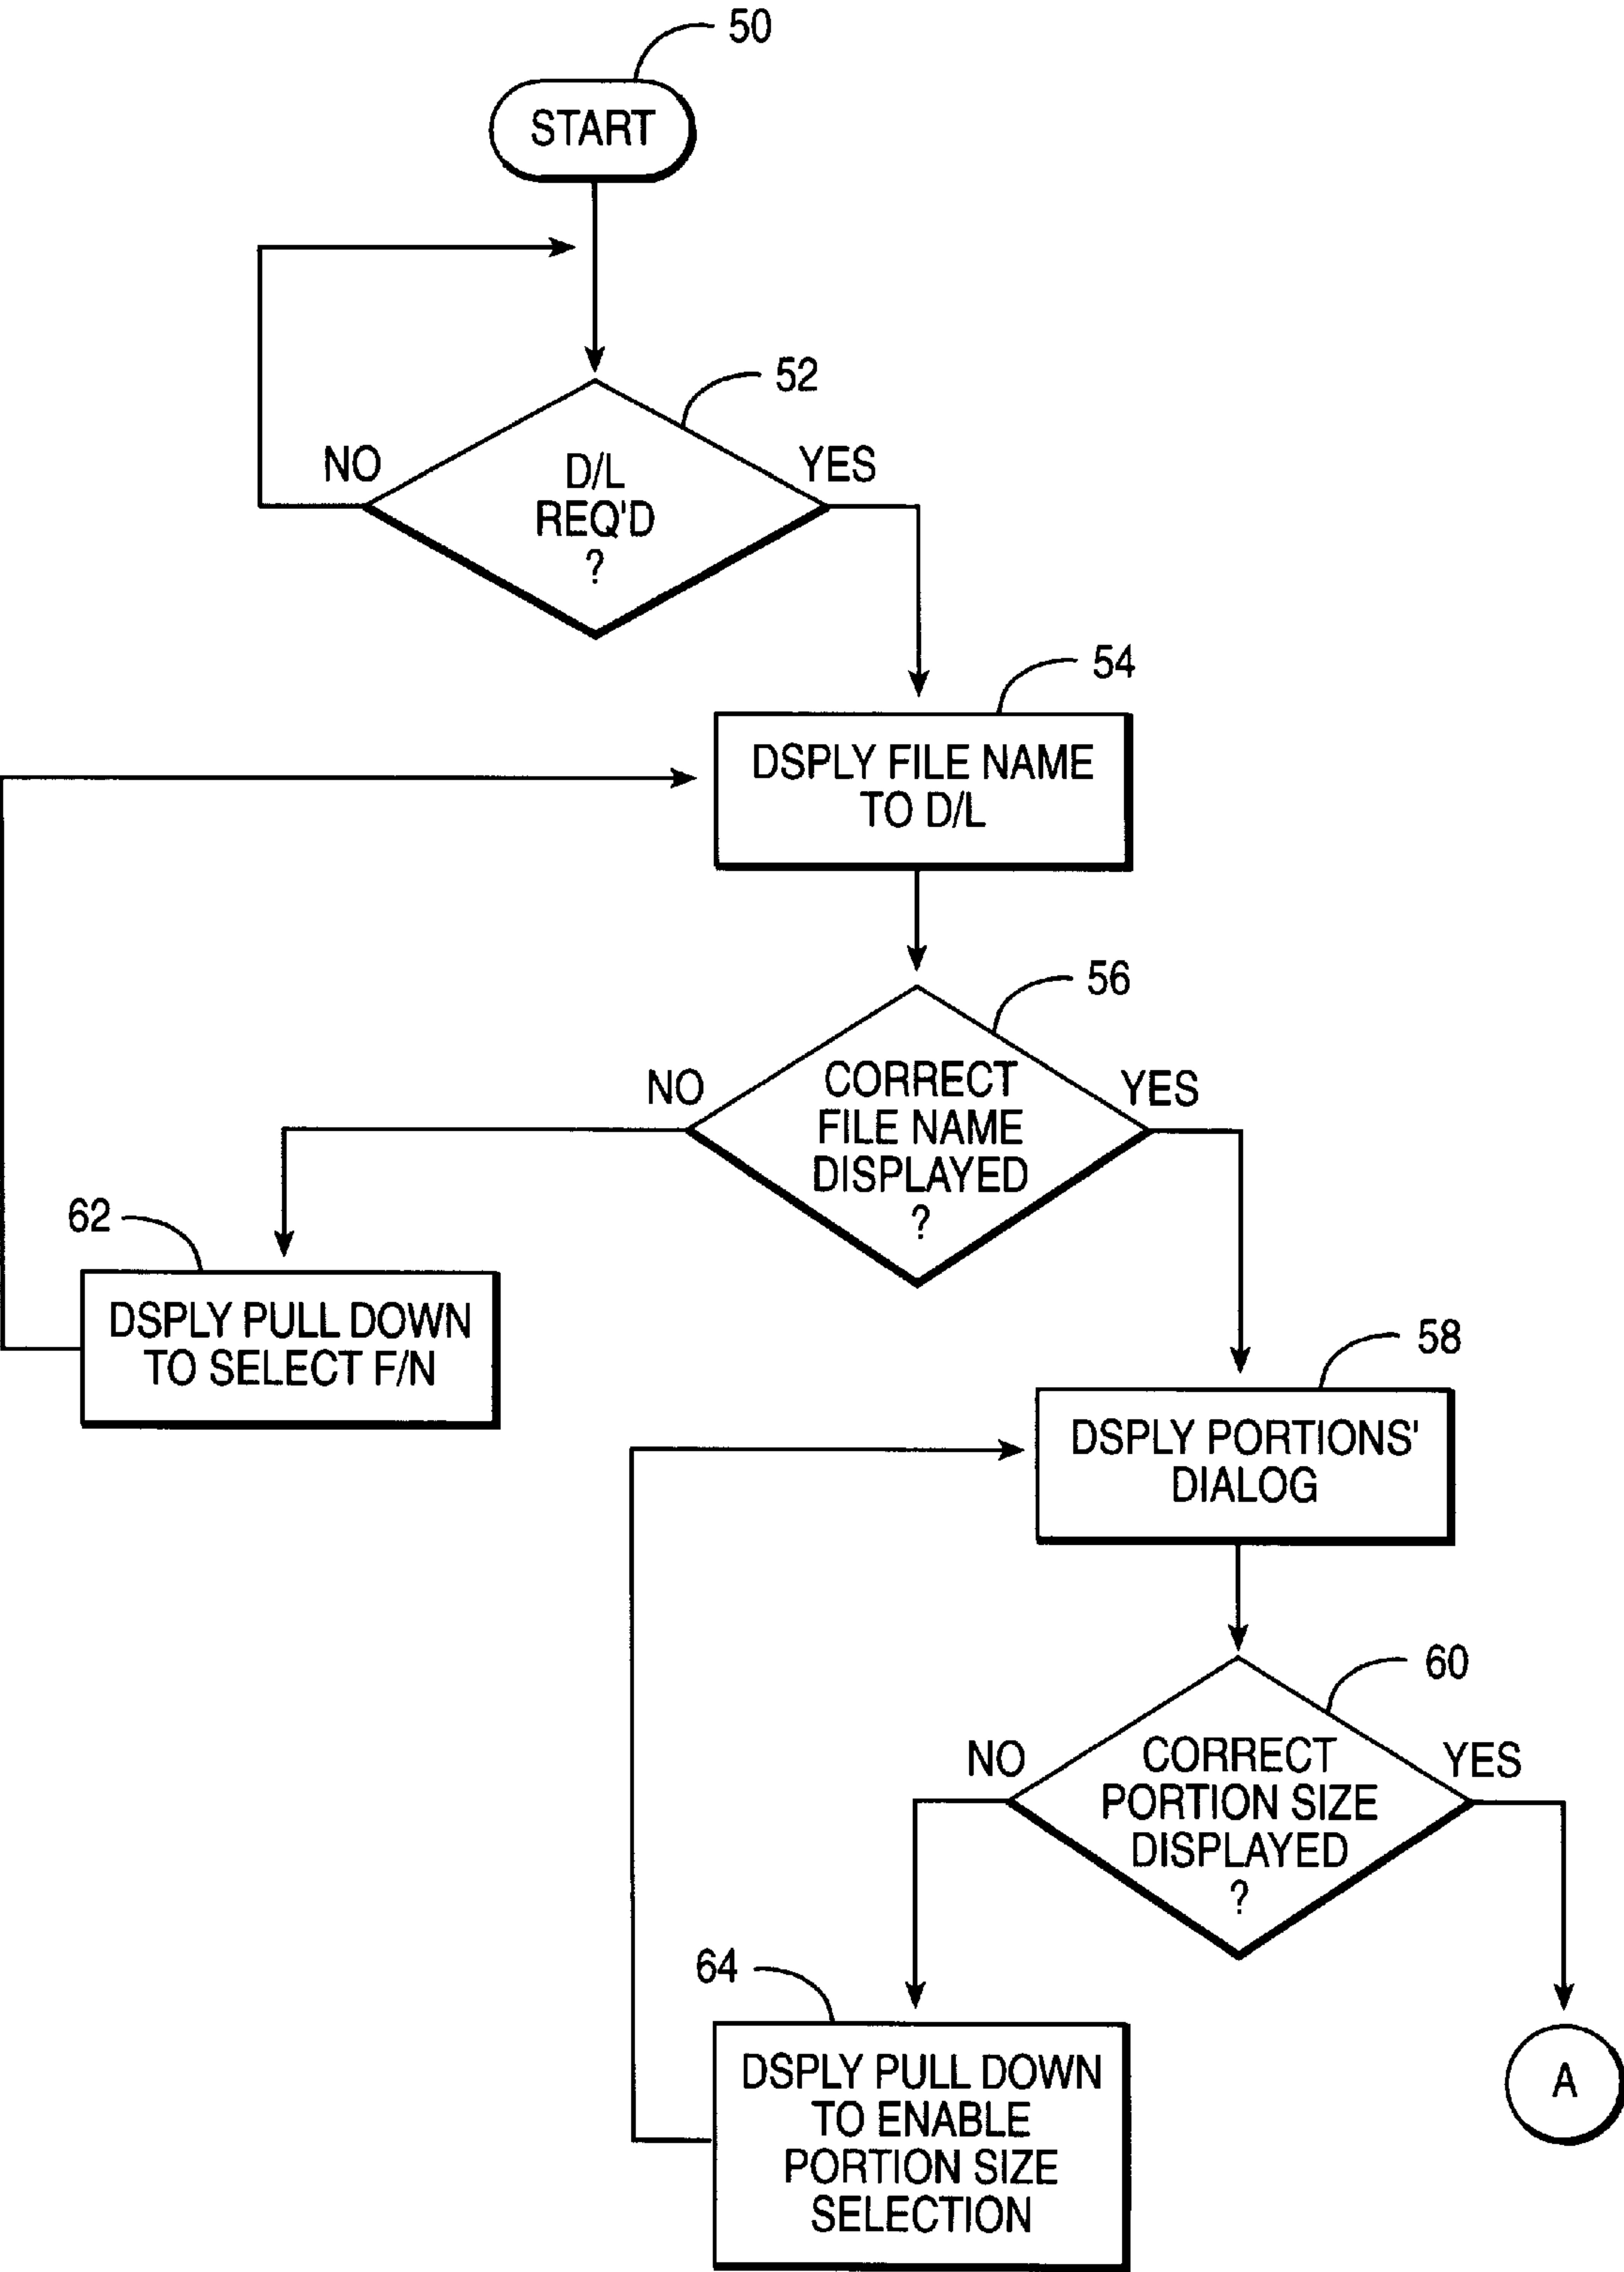 50
START
52
NO
YES
D/L
REQ'D
?
54
DSPLY FILE NAME
TO D/L
56
NO
YES
CORRECT
FILE NAME
DISPLAYED
?
62
DSPLY PULL DOWN
TO SELECT F/N
58
DSPLY PORTIONS'
DIALOG
60
NO
YES
CORRECT
PORTION SIZE
DISPLAYED
?
64
DSPLY PULL DOWN
TO ENABLE
PORTION SIZE
SELECTION
A